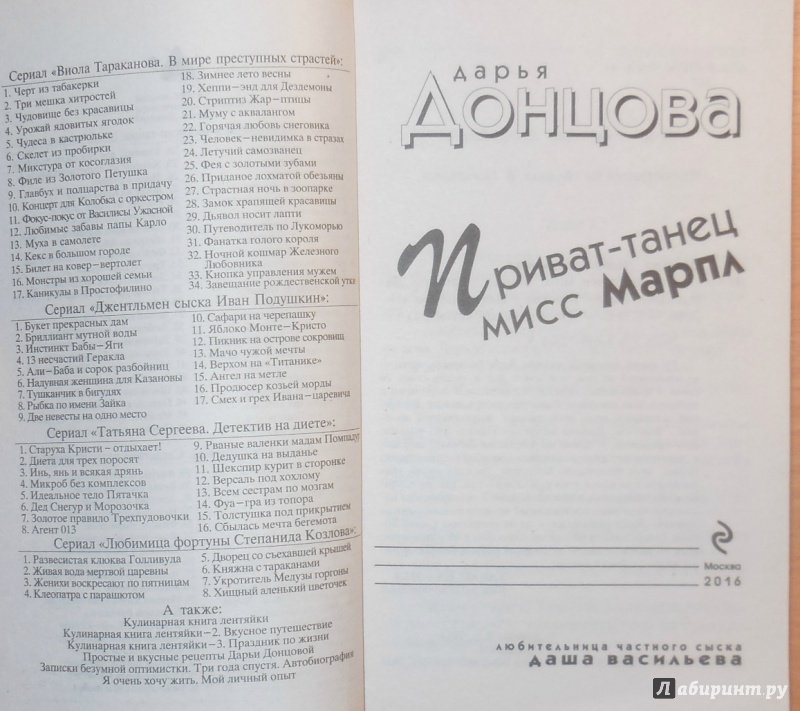 Сериал «Виола Тараканова. В мире преступных страстей»:
1. Черт из табакерки
2. Три мешка хитростей
3. Чудовище без красавицы
4. Урожай ядовитых ягодок
5. Чудеса в кастрюльке
6. Скелет из пробирки
7. Микстура от косоглазия
8. Филе из Золотого Петушка
9. Главбух и полцарства в придачу
10. Концерт для Колобка с оркестром
11. Фокус-покус от Василисы Ужасной
12. Любимые забавы папы Карло
13. Муха в самолете
14. Кекс в большом городе
15. Билет на ковер-вертолет
16. Монстры из хорошей семьи
17. Каникулы в Простофилино
18. Зимнее лето весны
19. Хеппи-энд для Дездемоны
20. Стриптиз Жар-птицы
21. Муму с аквалангом
22. Горячая любовь снеговика
23. Человек-невидимка в стразах
24. Летучий самозванец
25. Фея с золотыми зубами
26. Приданое лохматой обезьяны
27. Страстная ночь в зоопарке
28. Замок храпящей красавицы
29. Дьявол носит лапти
30. Путеводитель по Лукоморью
31. Фанатка голого короля
32. Ночной кошмар Железного
Любовника
33. Кнопка управления мужем
34. Завещание рождественской утки
Сериал «Джентльмен сыска Иван Подушкин»:
1. Букет прекрасных дам
2. Бриллиант мутной воды
3. Инстинкт Бабы-Яги
4. 13 несчастий Геракла
5. Али-Баба и сорок разбойниц
6. Надувная женщина для Казановы
7. Тушканчик в бигудях
8. Рыбка по имени Зайка
9. Две невесты на одно место
10. Сафари на черепашку
11. Яблоко Монте-Кристо
12. Пикник на острове сокровищ
13. Мачо чужой мечты
14. Верхом на «Титанике»
15. Ангел на метле
16. Продюсер козьей морды
17. Смех и грех Ивана-царевича
Сериал «Татьяна Сергеева. Детектив на диете»:
1. Старуха Кристи – отдыхает!
2. Диета для трех поросят
3. Инь, янь и всякая дрянь
4. Микроб без комплексов
5. Идеальное тело Пятачка
6. Дед Снегур и Морозочка
7. Золотое правило Трехпудовочки
8. Агент 013
9. Рваные валенки мадам Помпадур
10. Дедушка на выданье
11. Шекспир курит в сторонке
12. Версаль под хохлому
13. Всем сестрам по мозгам
14. Фуа-гра из топора
15. Толстушка под прикрытием
16. Сбылась мечта бегемота
Сериал «Любимица фортуны Степанида Козлова»:
1. Развесистая клюква Голливуда
2. Живая вода мертвой царевны
3. Женихи воскресают по пятницам
4. Клеопатра с парашютом
5. Дворец со съехавшей крышей
6. Княжна с тараканами
7. Укротитель Медузы горгоны
8. Хищный аленький цветочек
А также:
Кулинарная книга лентяйки
Кулинарная книга лентяйки-2. Вкусное путешествие
Кулинарная книга лентяйки-3. Праздник по жизни
Простые и вкусные рецепты Дарьи Донцовой
Записки безумной оптимистки. Три года спустя. Автобиография
Я очень хочу жить. Мой личный опыт
дарья
Донцова
Приват-танец
мисс Марпл
Москва
2016
любительница частного сыска
даша васильева
Лабиринт.ру